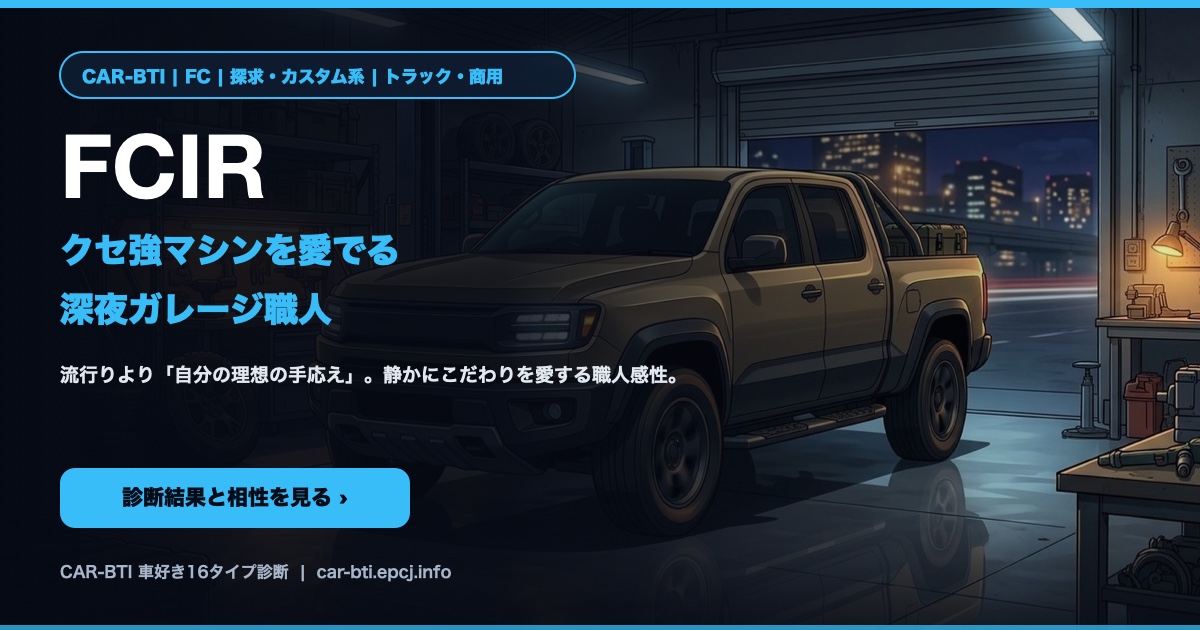 CAR-BTI | FC | 探求・カスタム系 | トラック・商用
FCIR
クセ強マシンを愛でる
深夜ガレージ職人
流行りより「自分の理想の手応え」。静かにこだわりを愛する職人感性。
診断結果と相性を見る ›
CAR-BTI 車好き16タイプ診断 | car-bti.epcj.info